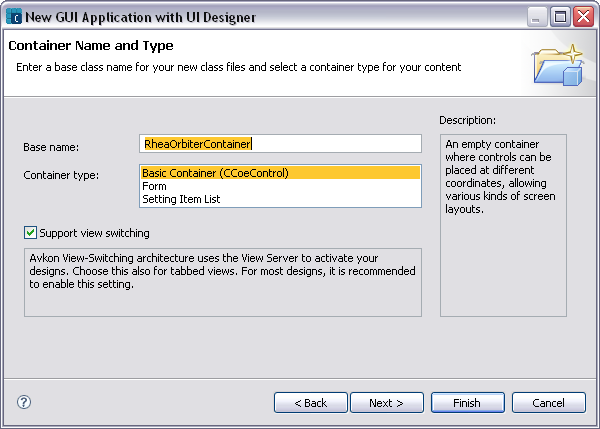 New GUI Application with UI Designer
Container Name and Type
Enter a base class name for your new class files and select a container type for your content
Base name:
RheaOrbiterContainer
Container type:
Basic Container (CCoeControl)
Form
Setting Item List
Support view switching
Avkon View-Switching architecture uses the View Server to activate your
designs. Choose this also for tabbed views. For most designs, it is recommended
to enable this setting.
Description:
An empty container
where controls can be
placed at different
coordinates, allowing
various kinds of screen
layouts.
?
< Back
Next >
Finish
Cancel